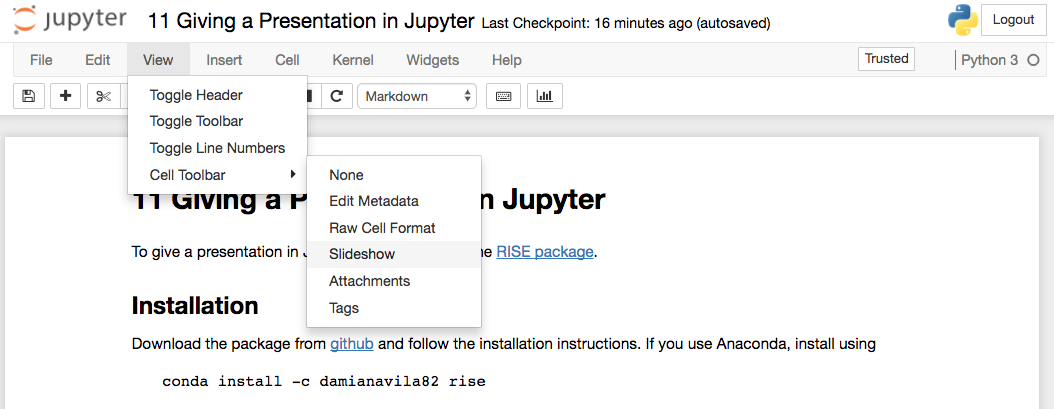 jupyter 11 Giving a Presentation in Jupyter Last Checkpoint: 16 minutes ago (autosaved) Logout
File Edit View Insert Cell Kernel Widgets Help Trusted Python 3
Markdown
Toggle Header
Toggle Toolbar
Toggle Line Numbers
Cell Toolbar
None
Edit Metadata
Raw Cell Format
Slideshow
Attachments
Tags
11 Giving a P n Jupyter
To give a presentation in RISE package.
Installation
Download the package from github and follow the installation instructions. If you use Anaconda, install using
conda install -c damianavila82 rise